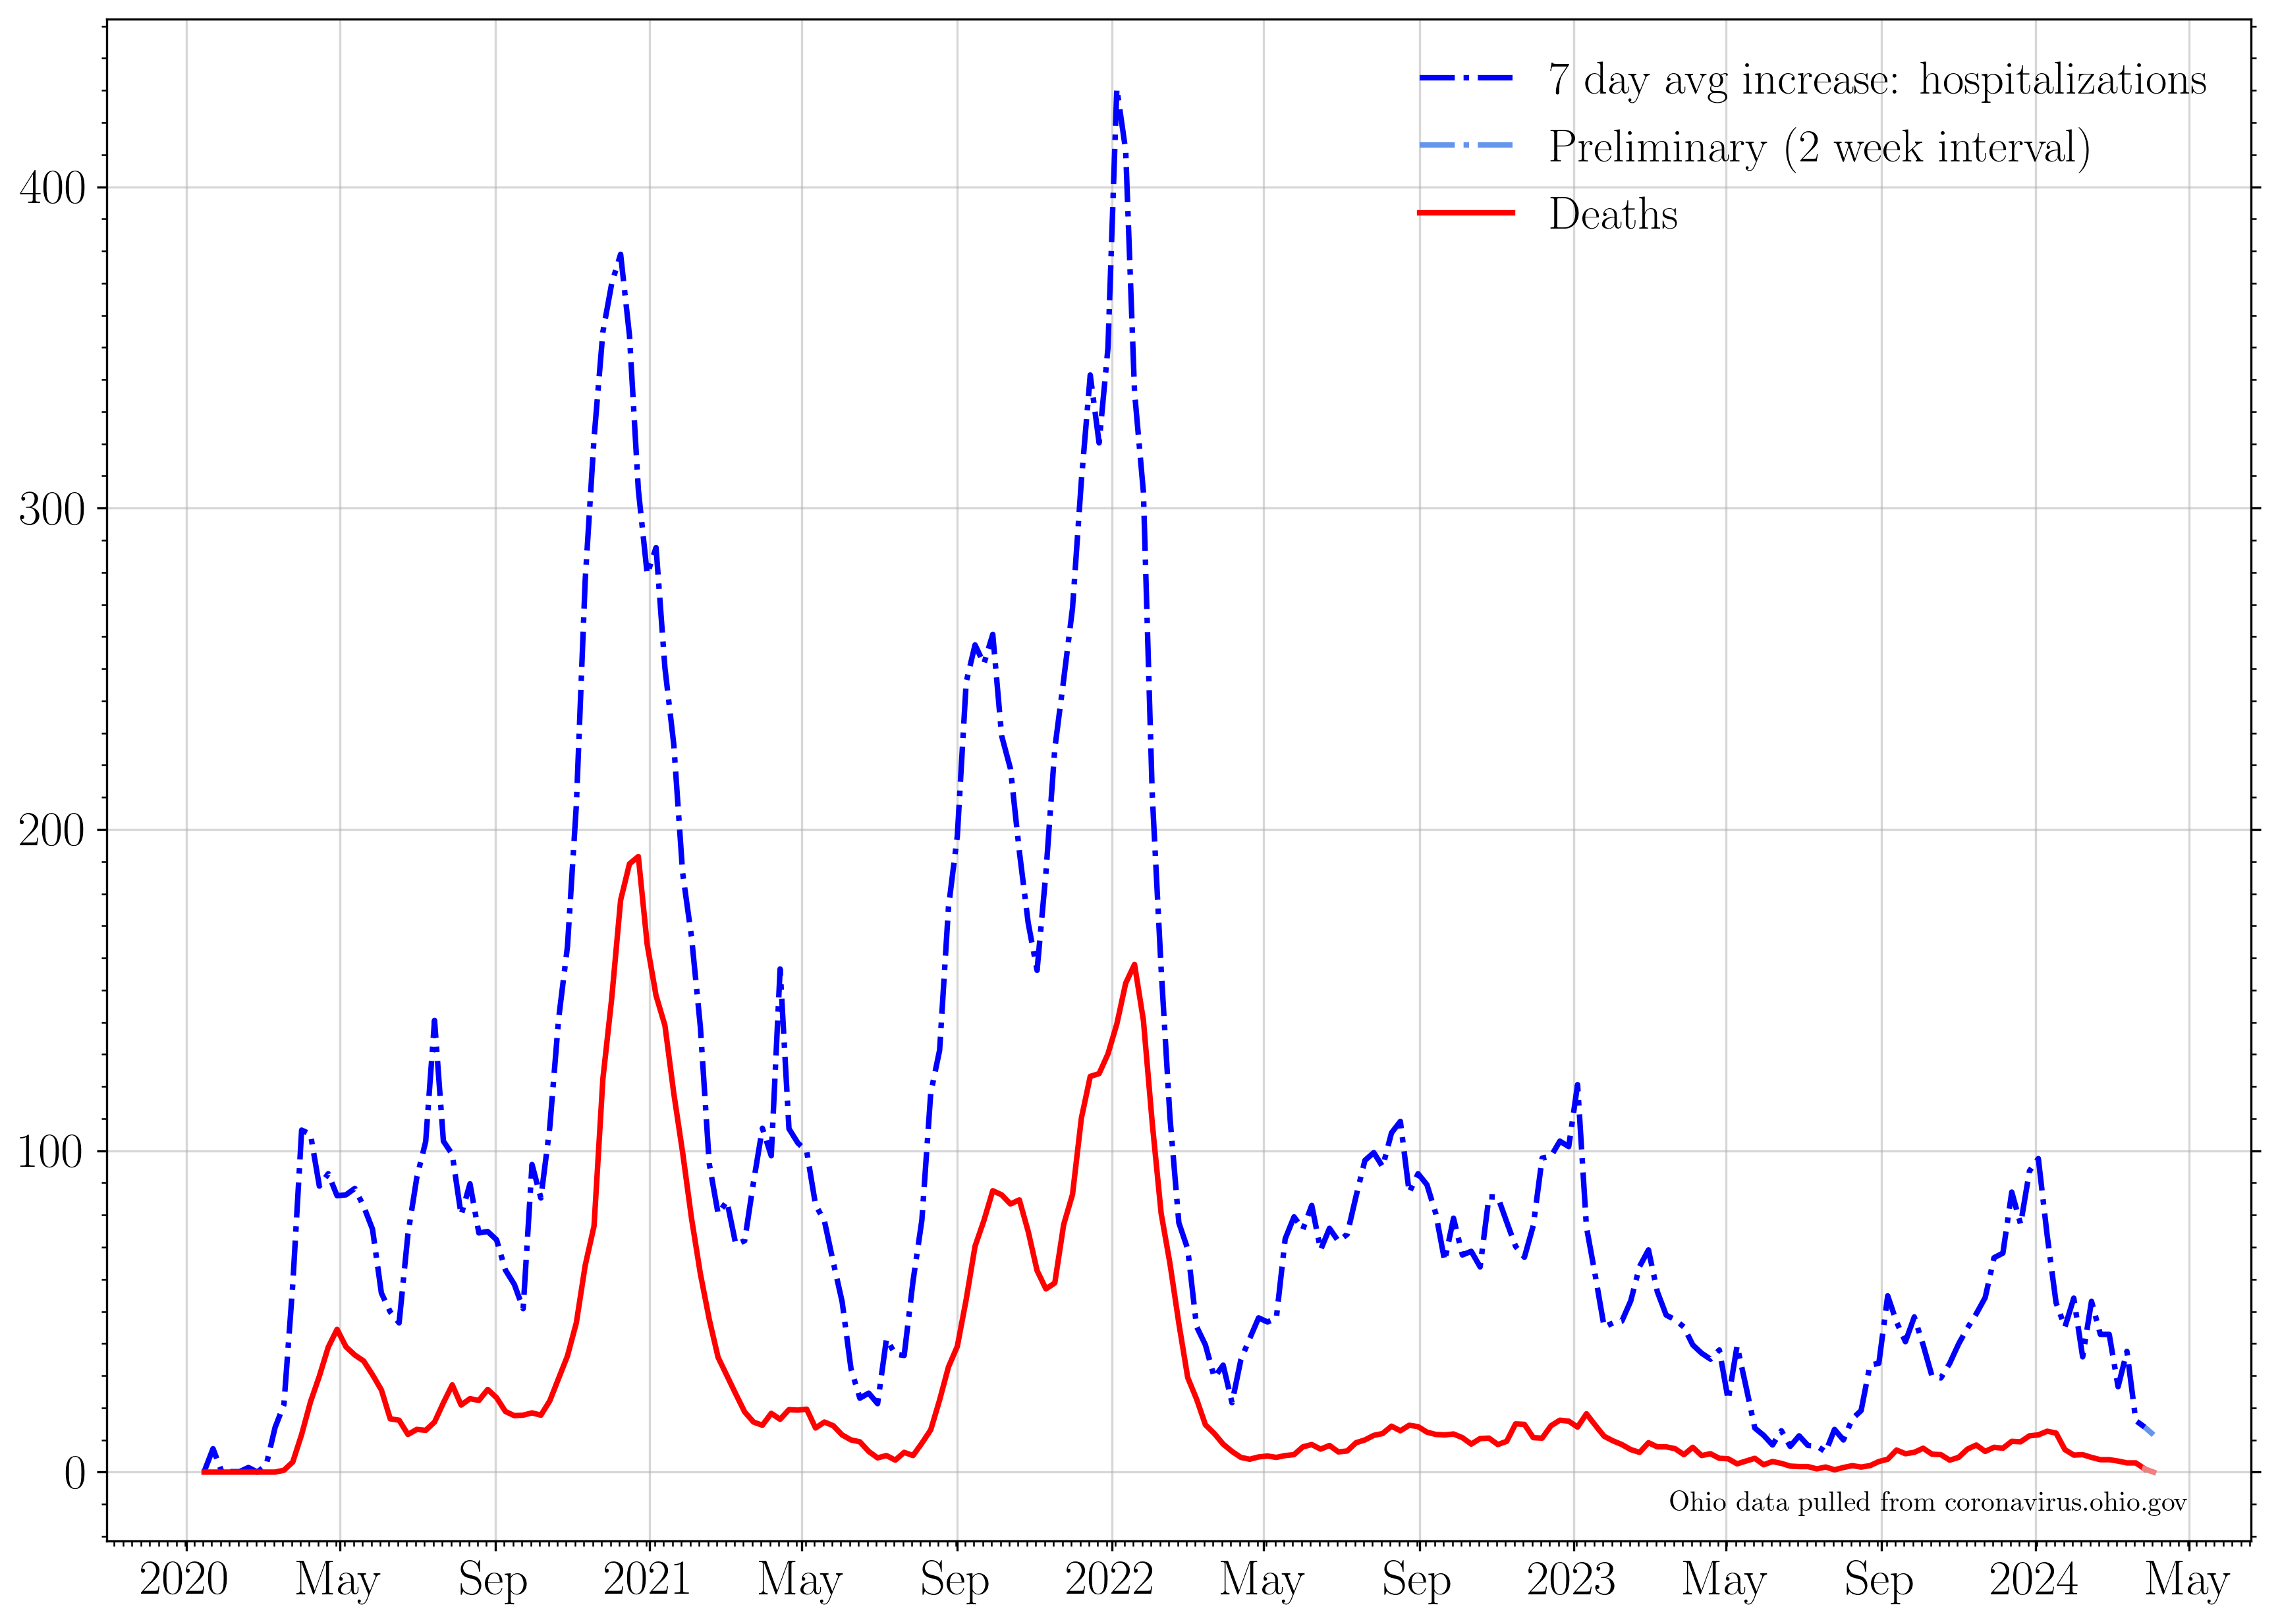 7 day avg increase: hospitalizations
Preliminary (2 week interval)
Deaths
400
300
200
100
0
Ohio data pulled from coronavirus.ohio.gov
2020 May Sep 2021 May Sep 2022 May Sep 2023 May Sep 2024 May